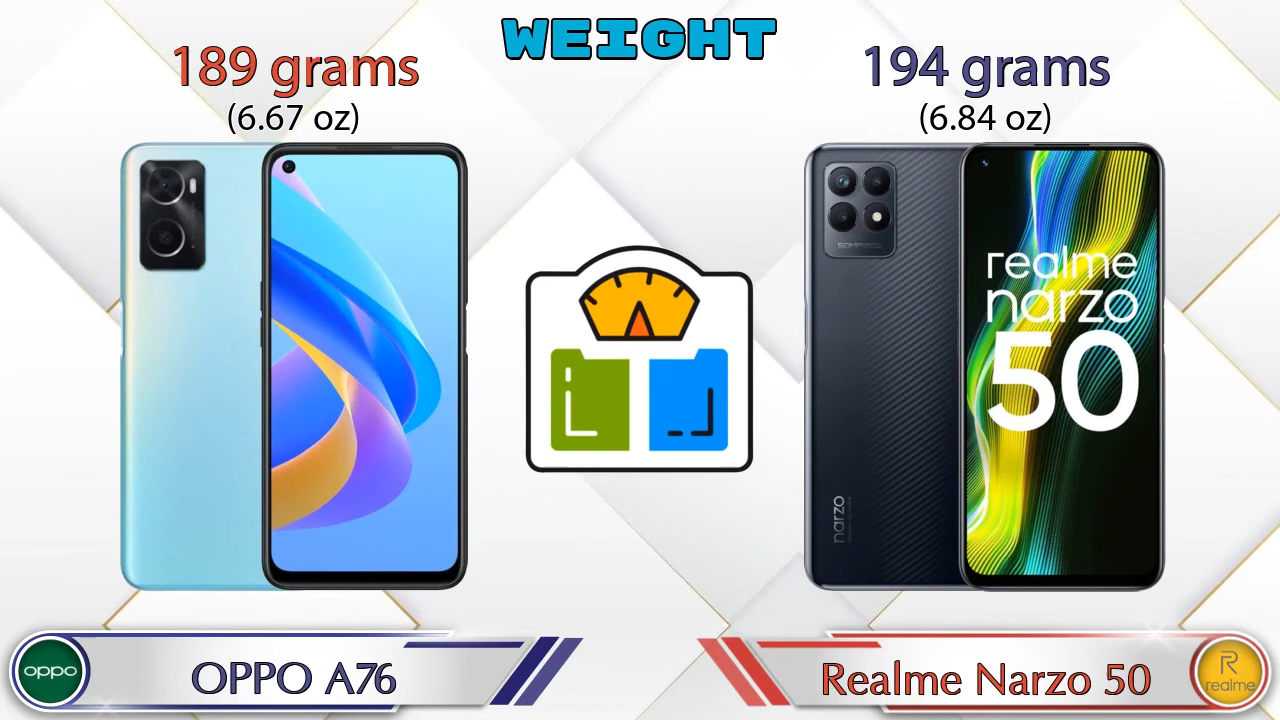 WEIGHT
189 grams
(6.67 oz)
194 grams
(6.84 oz)
realme
narzo
50
narzo
oppo
OPPO A76
Realme Narzo 50
R
realme